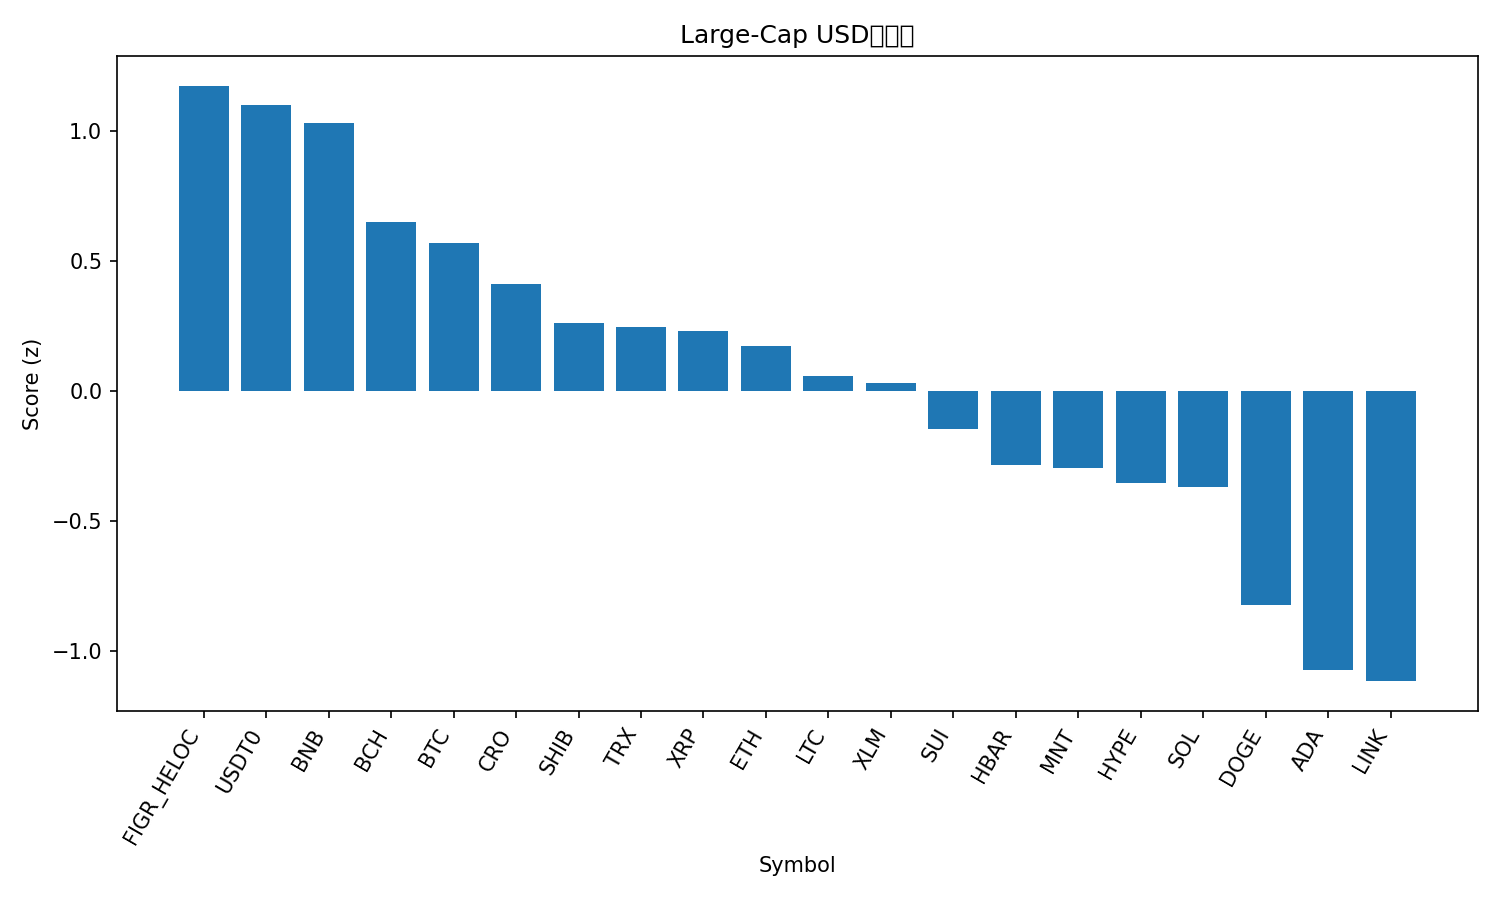 Large-Cap USD
1.0
0.5
0.0
−0.5
−1.0
Score (z)
FIGR_HELOC
USDT0
BNB
BCH
BTC
CRO
SHIB
TRX
XRP
ETH
LTC
XLM
SUI
HBAR
MNT
HYPE
SOL
DOGE
ADA
LINK
Symbol